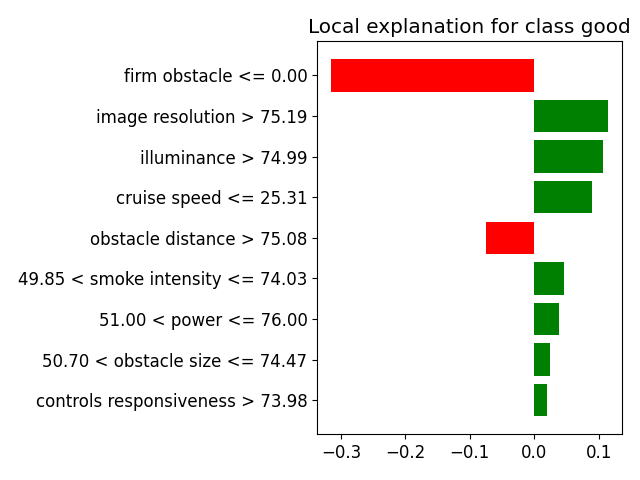 Local explanation for class good
firm obstacle <= 0.00
image resolution > 75.19
illuminance > 74.99
cruise speed <= 25.31
obstacle distance > 75.08
49.85 < smoke intensity <= 74.03
51.00 < power <= 76.00
50.70 < obstacle size <= 74.47
controls responsiveness > 73.98
−0.3 −0.2 −0.1 0.0 0.1